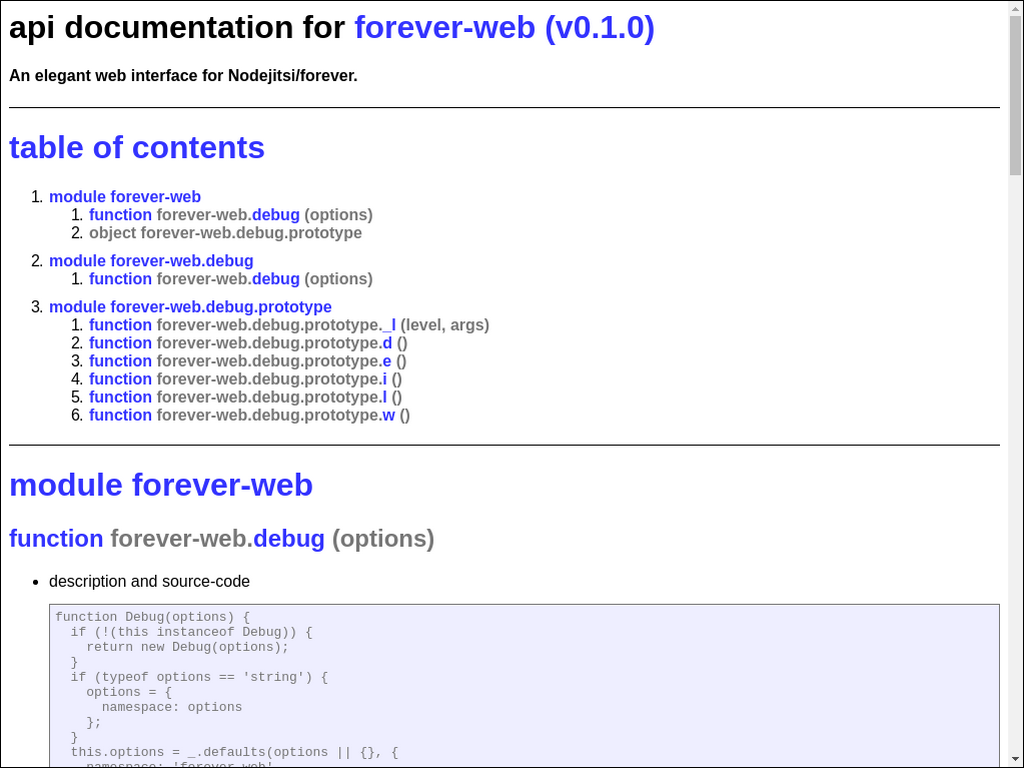 api documentation for forever-web (v0.1.0)
An elegant web interface for Nodejitsi/forever.
table of contents
1. module forever-web
1. function forever-web.debug (options)
2. object forever-web.debug.prototype
2. module forever-web.debug
1. function forever-web.debug (options)
3. module forever-web.debug.prototype
1. function forever-web.debug.prototype._l (level, args)
2. function forever-web.debug.prototype.d ()
3. function forever-web.debug.prototype.e ()
4. function forever-web.debug.prototype.i ()
5. function forever-web.debug.prototype.l ()
6. function forever-web.debug.prototype.w ()
module forever-web
function forever-web.debug (options)
• description and source-code
function Debug(options) {
  if (!(this instanceof Debug)) {
    return new Debug(options);
  }
  if (typeof options == 'string') {
    options = {
      namespace: options
    };
  }
  this.options = _.defaults(options || {}, {
    namespace: 'forever-web'